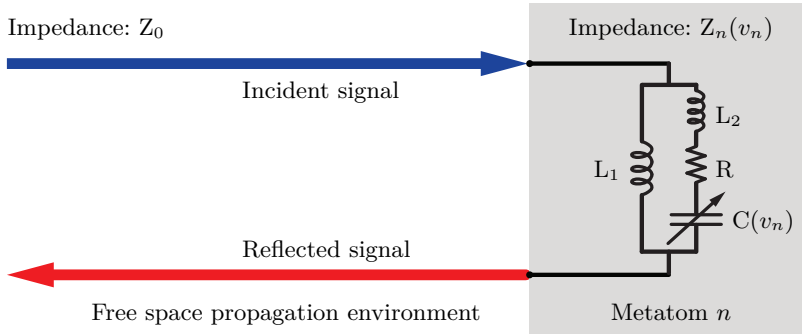 Impedance: Z₀
Impedance: Zₙ(vₙ)
Incident signal
L₂
L₁
R
C(vₙ)
Reflected signal
Free space propagation environment
Metatom n